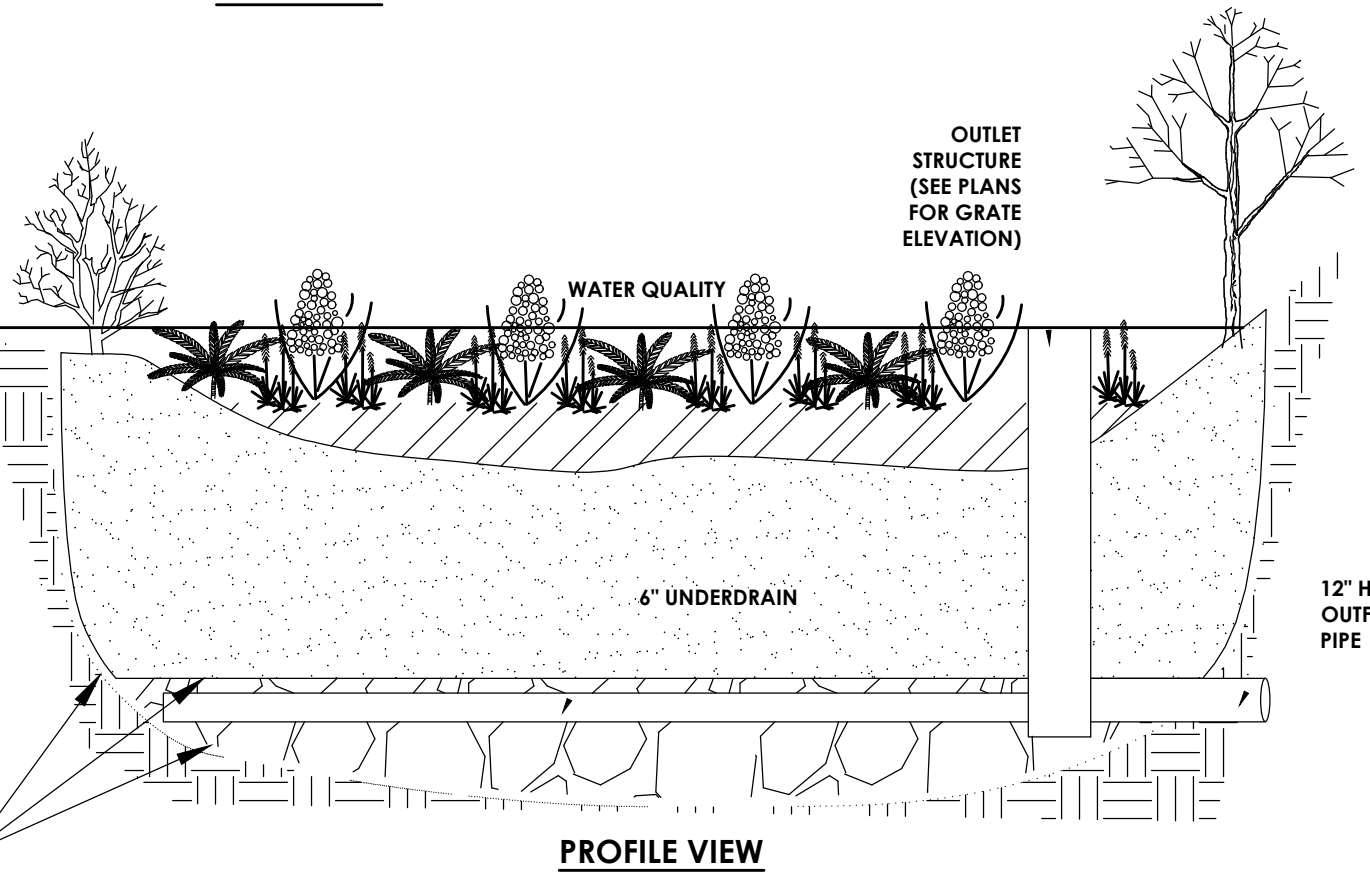 OUTLET
STRUCTURE
(SEE PLANS
FOR GRATE
ELEVATION)
WATER QUALITY
6" UNDERDRAIN
12" H
OUTF
PIPE
PROFILE VIEW